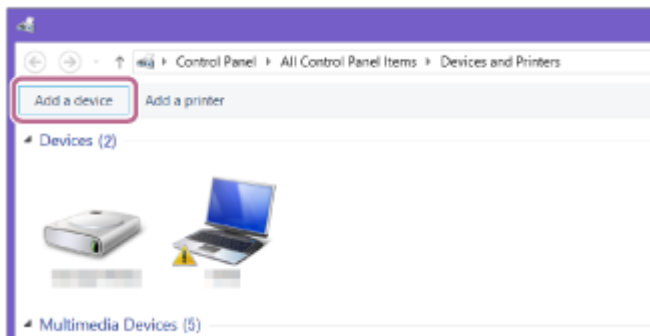 Control Panel All Control Panel Items Devices and Printers
Add a device Add a printer
Devices (2)
Multimedia Devices (5)